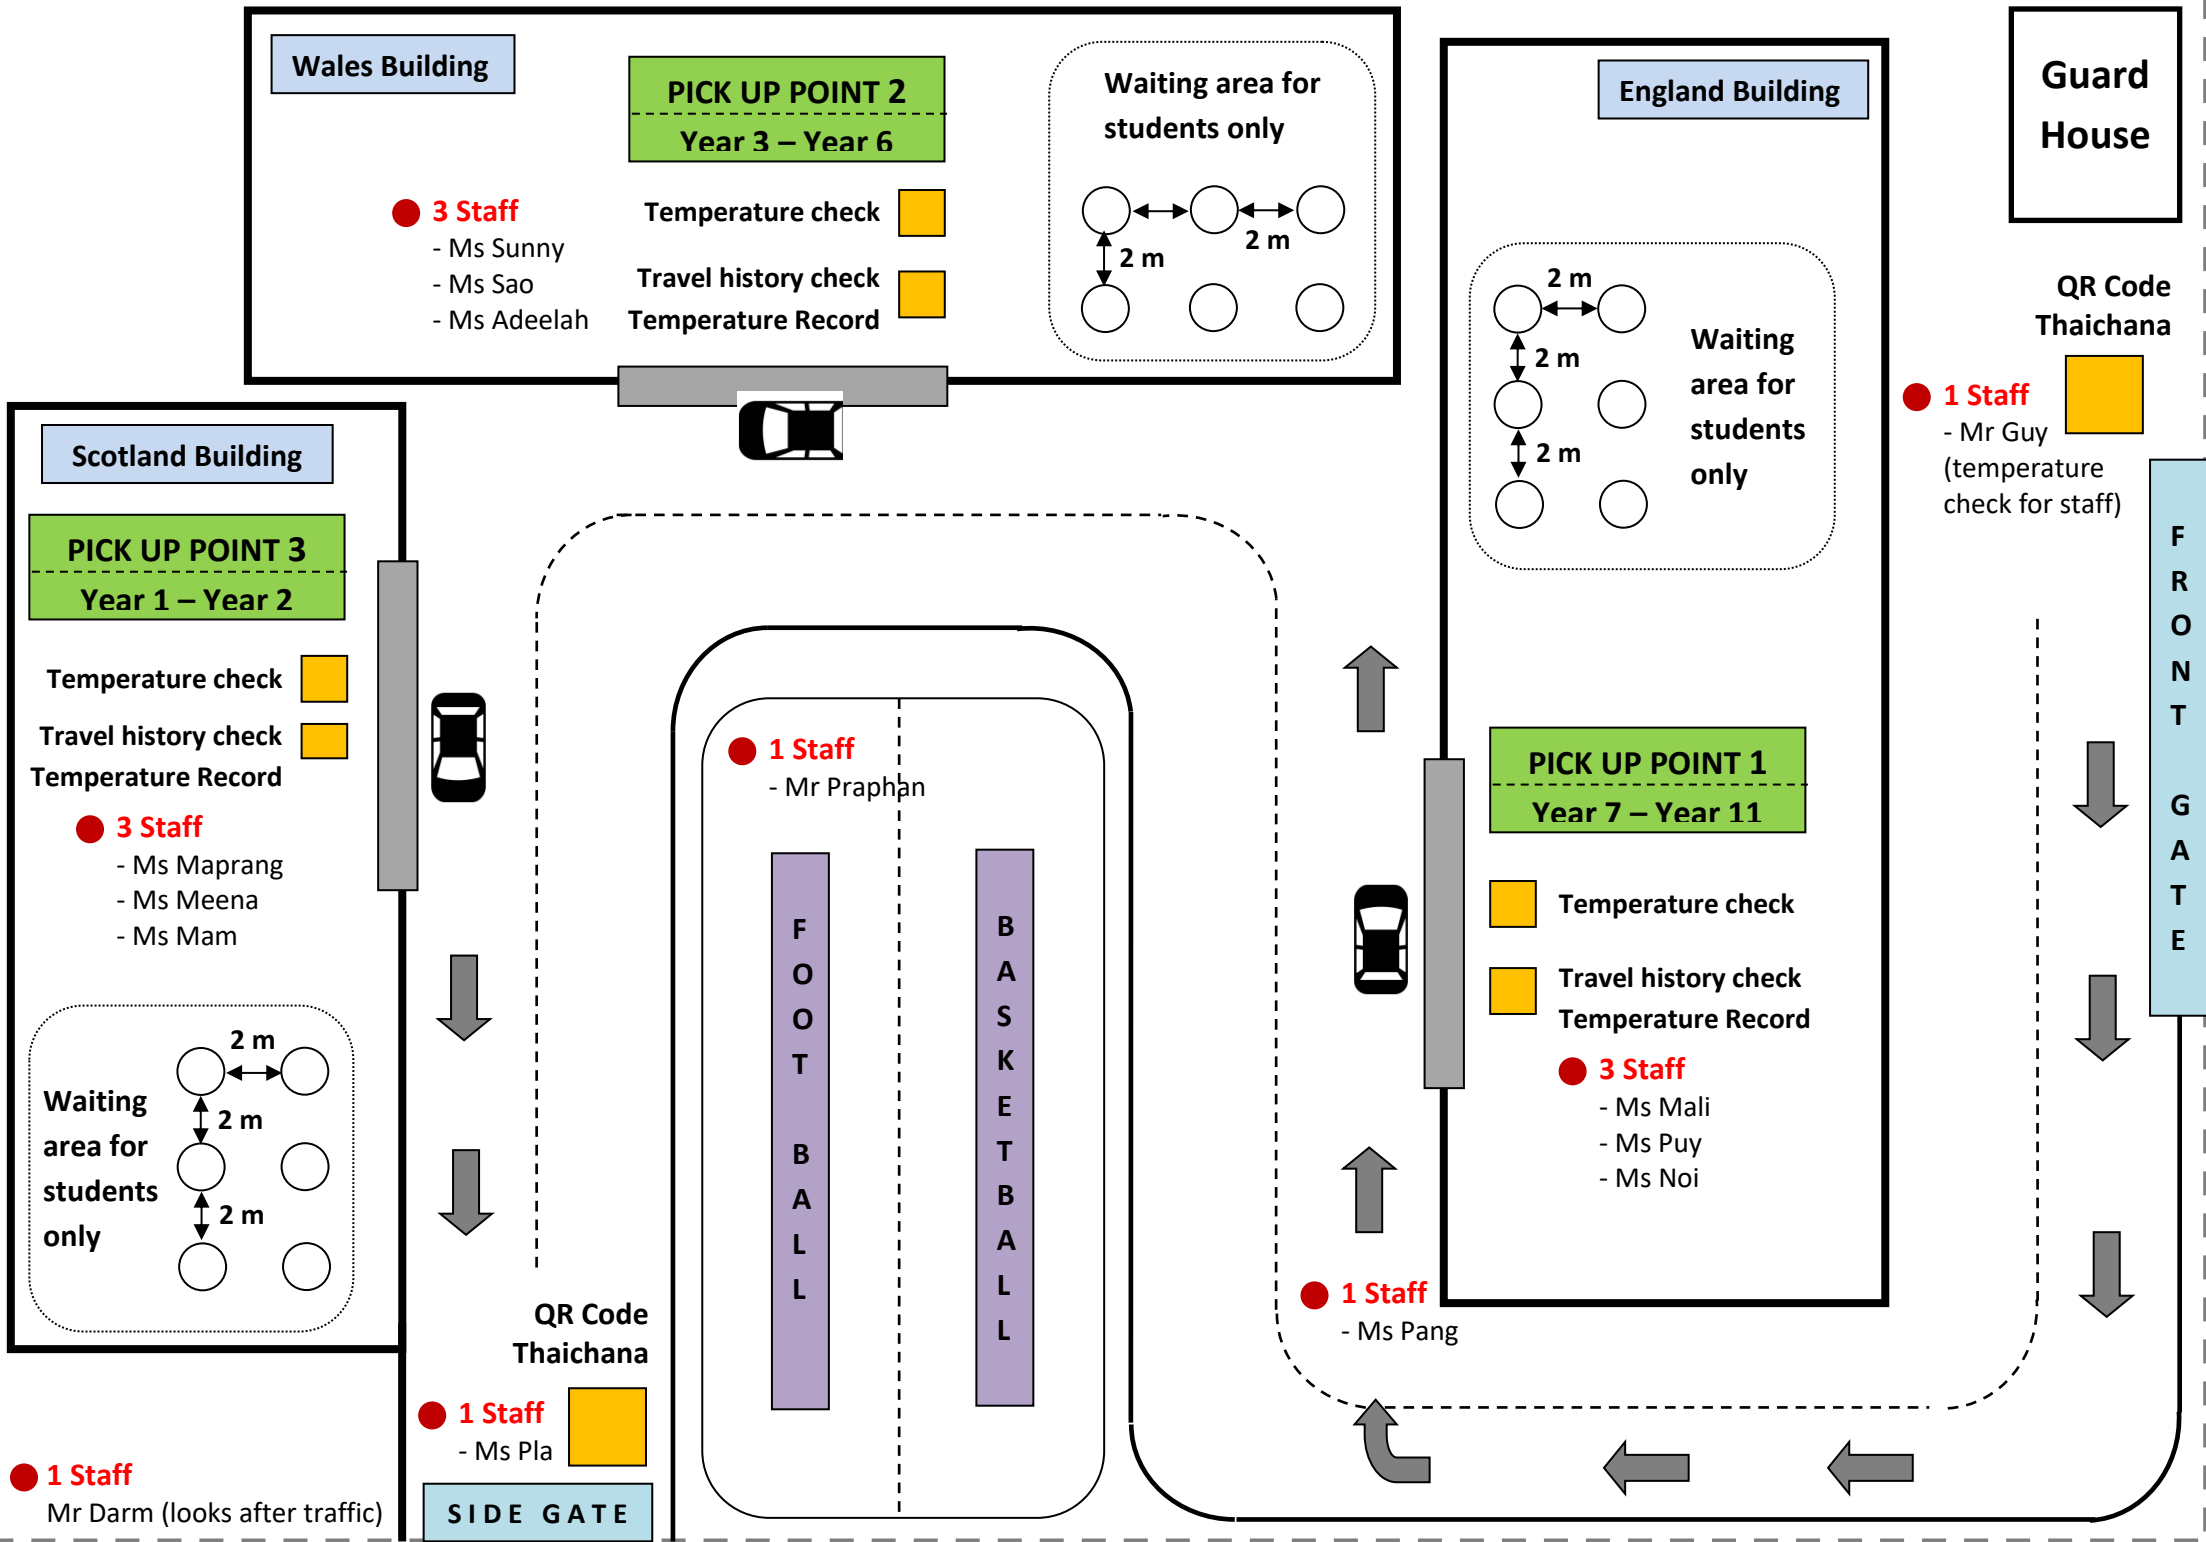 Wales Building
PICK UP POINT 2
Year 3 – Year 6
3 Staff
- Ms Sunny
- Ms Sao
- Ms Adeelah
Temperature check
Travel history check
Temperature Record
Waiting area for
students only
2 m
2 m
England Building
2 m
2 m
2 m
Waiting
area for
students
only
PICK UP POINT 1
Year 7 – Year 11
Temperature check
Travel history check
Temperature Record
3 Staff
- Ms Mali
- Ms Puy
- Ms Noi
Guard
House
QR Code
Thaichana
1 Staff
- Mr Guy
(temperature
check for staff)
FRONT GATE
Scotland Building
PICK UP POINT 3
Year 1 – Year 2
Temperature check
Travel history check
Temperature Record
3 Staff
- Ms Maprang
- Ms Meena
- Ms Mam
Waiting
area for
students
only
2 m
2 m
2 m
1 Staff
- Mr Praphan
FOOT BALL
BASKETBALL
1 Staff
- Ms Pang
QR Code
Thaichana
1 Staff
- Ms Pla
SIDE GATE
1 Staff
Mr Darm (looks after traffic)